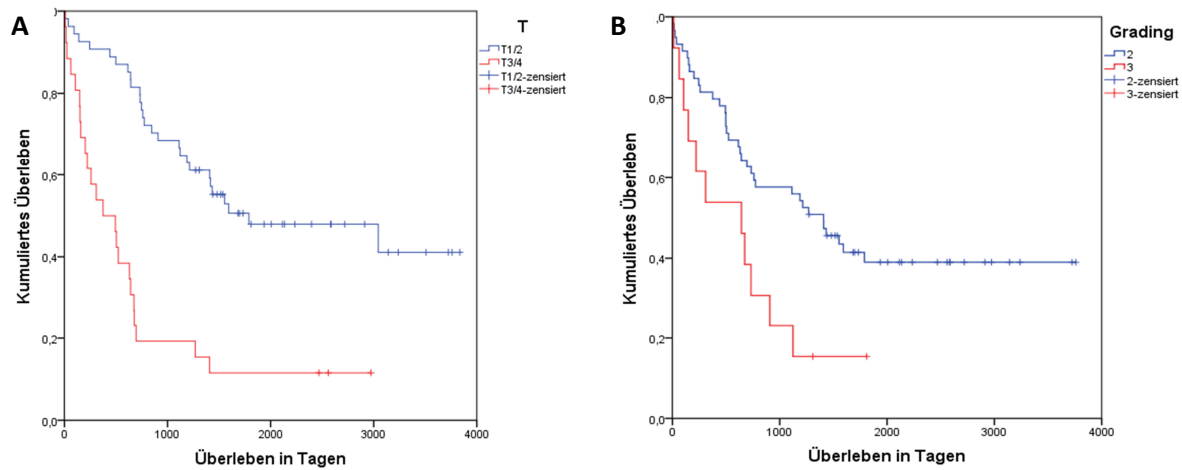 A
T
T1/2
T3/4
T1/2-zensiert
T3/4-zensiert
Kumuliertes Überleben
0,8
0,6
0,4
0,2
0,0
0
1000
2000
3000
4000
Überleben in Tagen
B
Grading
2
3
2-zensiert
3-zensiert
Kumuliertes Überleben
0,8
0,6
0,4
0,2
0,0
0
1000
2000
3000
4000
Überleben in Tagen